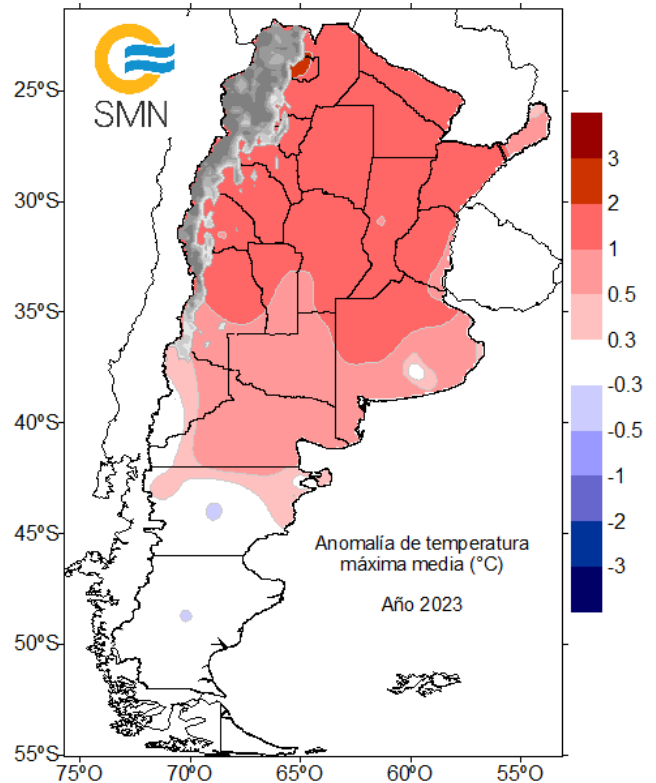 SMN
25ºS
30ºS
35ºS
40ºS
45ºS
50ºS
55ºS
75ºO
70ºO
65ºO
60ºO
55ºO
3
2
1
0.5
0.3
-0.3
-0.5
-1
-2
-3
Anomalía de temperatura
máxima media (°C)
Año 2023